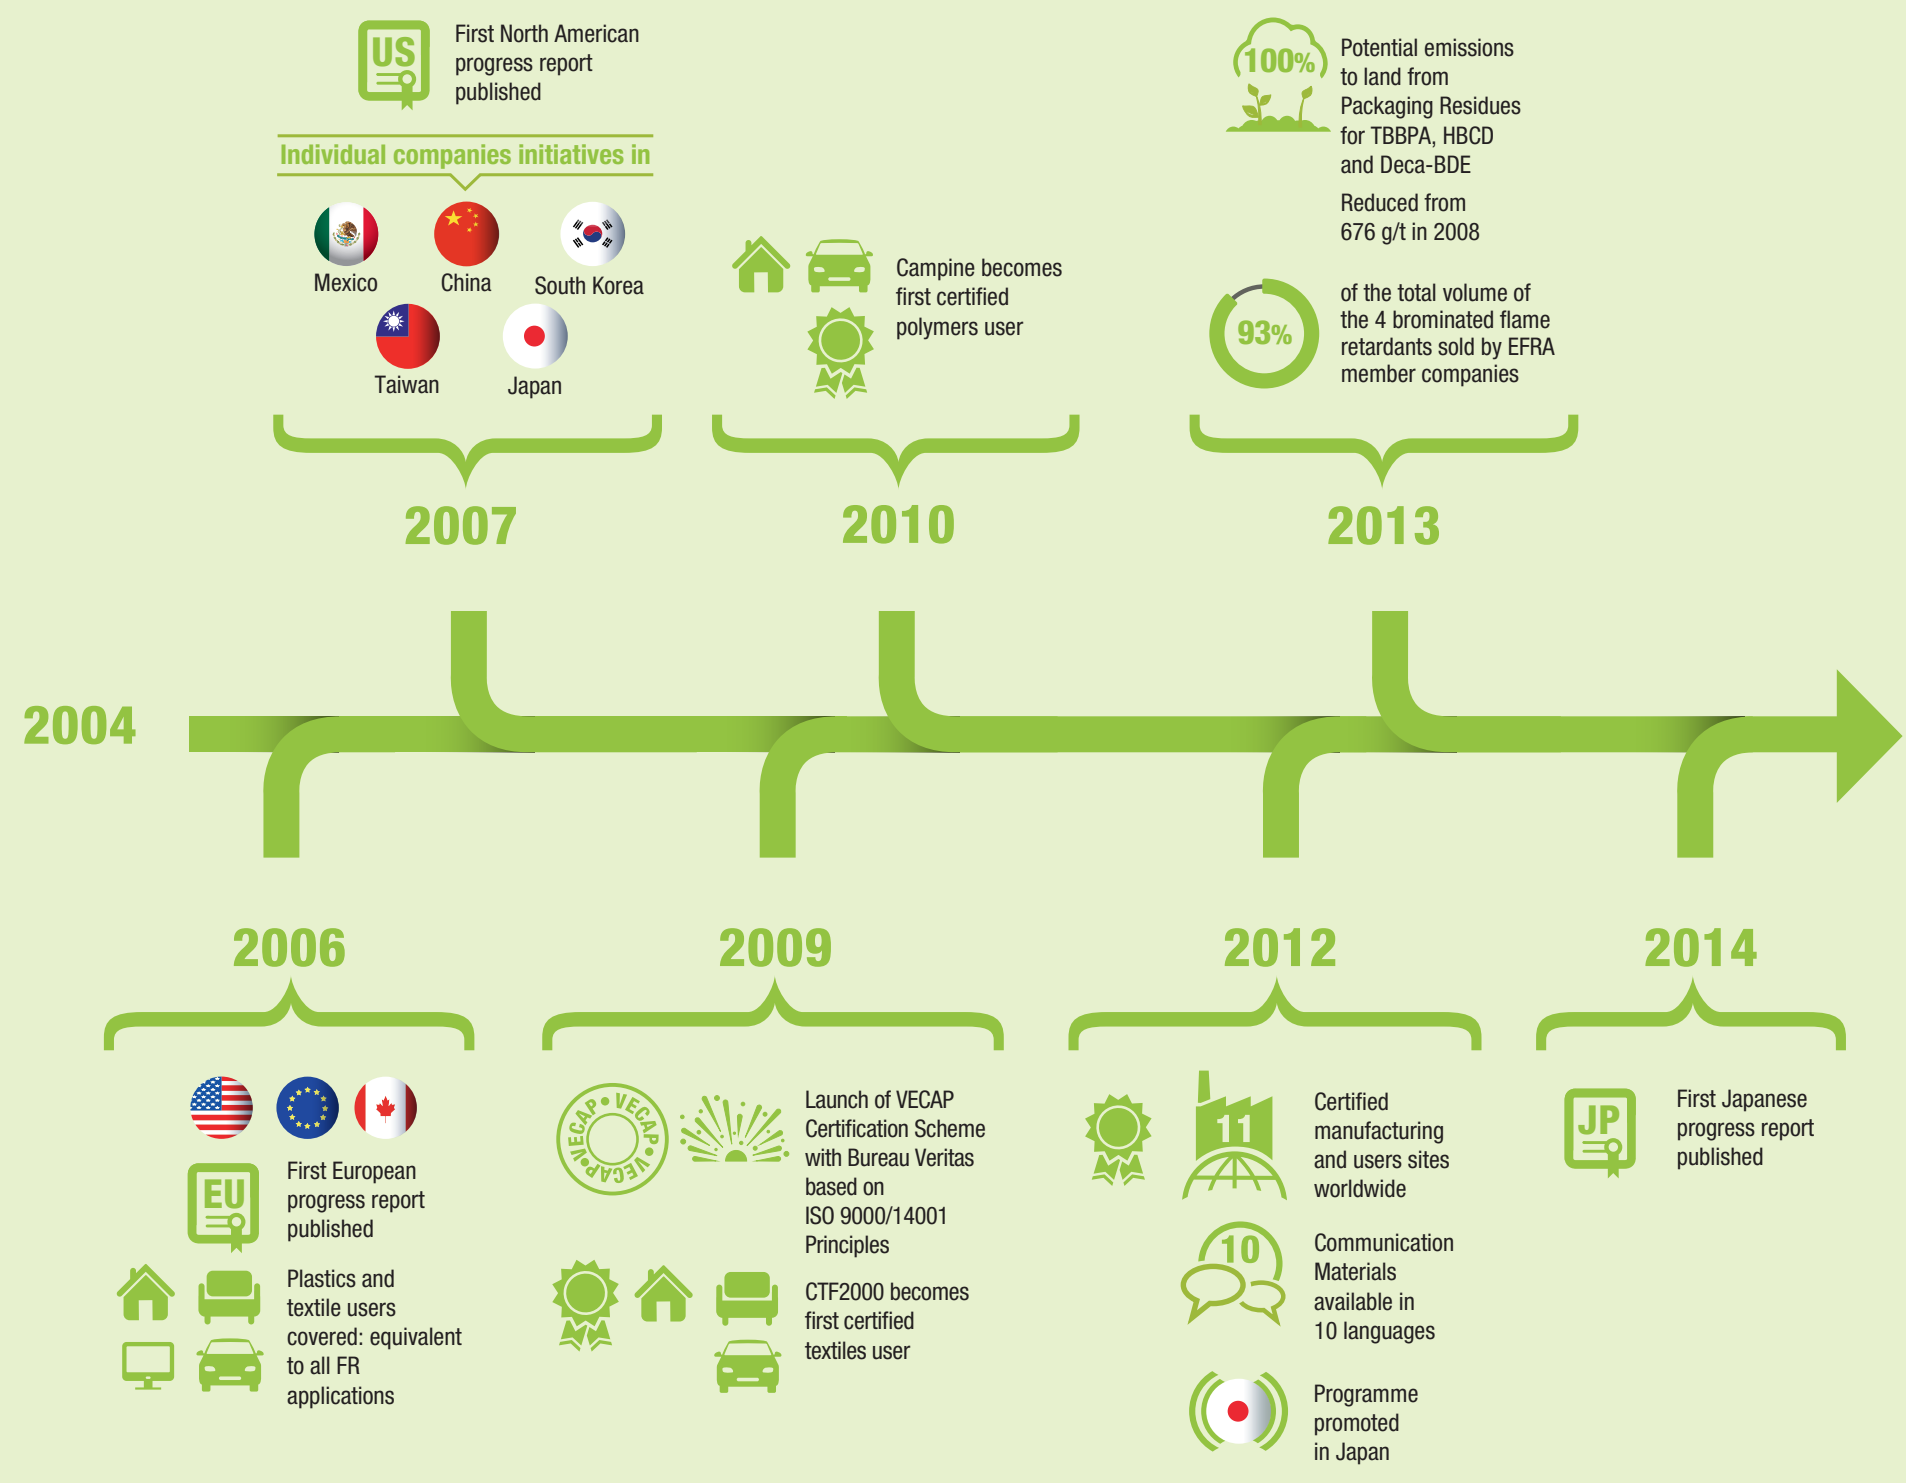 US
First North American
progress report
published
Individual companies initiatives in
Mexico
China
South Korea
Taiwan
Japan
2007
Campine becomes
first certified
polymers user
2010
100%
Potential emissions
to land from
Packaging Residues
for TBBPA, HBCD
and Deca-BDE
Reduced from
676 g/t in 2008
93%
of the total volume of
the 4 brominated flame
retardants sold by EFRA
member companies
2013
2004
2006
EU
First European
progress report
published
Plastics and
textile users
covered: equivalent
to all FR
applications
2009
VECAP • VECAP • VECAP • VECAP •
Launch of VECAP
Certification Scheme
with Bureau Veritas
based on
ISO 9000/14001
Principles
CTF2000 becomes
first certified
textiles user
2012
11
Certified
manufacturing
and users sites
worldwide
10
Communication
Materials
available in
10 languages
Programme
promoted
in Japan
2014
JP
First Japanese
progress report
published